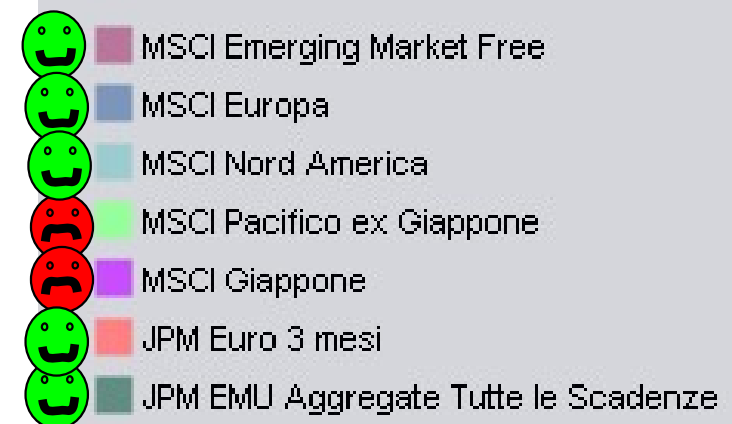 MSCI Emerging Market Free
MSCI Europa
MSCI Nord America
MSCI Pacifico ex Giappone
MSCI Giappone
JPM Euro 3 mesi
JPM EMU Aggregate Tutte le Scadenze